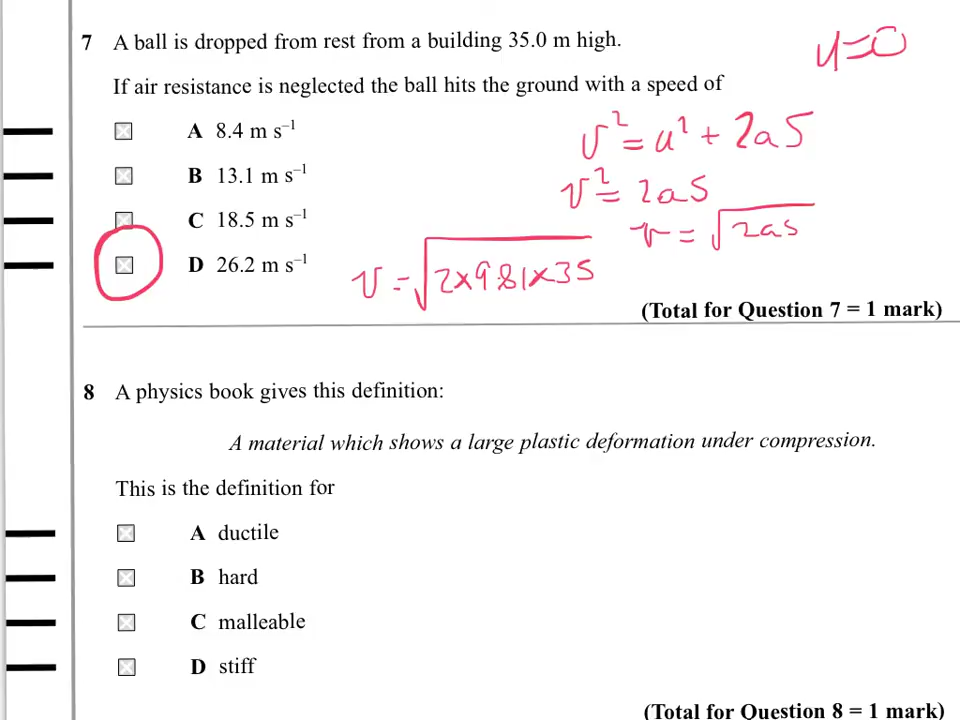 7 A ball is dropped from rest from a building 35.0 m high.
u=0
If air resistance is neglected the ball hits the ground with a speed of
A 8.4 m s⁻¹
v² = u² + 2as
B 13.1 m s⁻¹
v² = 2as
C 18.5 m s⁻¹
v = √2as
D 26.2 m s⁻¹
v = √2×9.81×35
(Total for Question 7 = 1 mark)
8 A physics book gives this definition:
A material which shows a large plastic deformation under compression.
This is the definition for
A ductile
B hard
C malleable
D stiff
(Total for Question 8 = 1 mark)